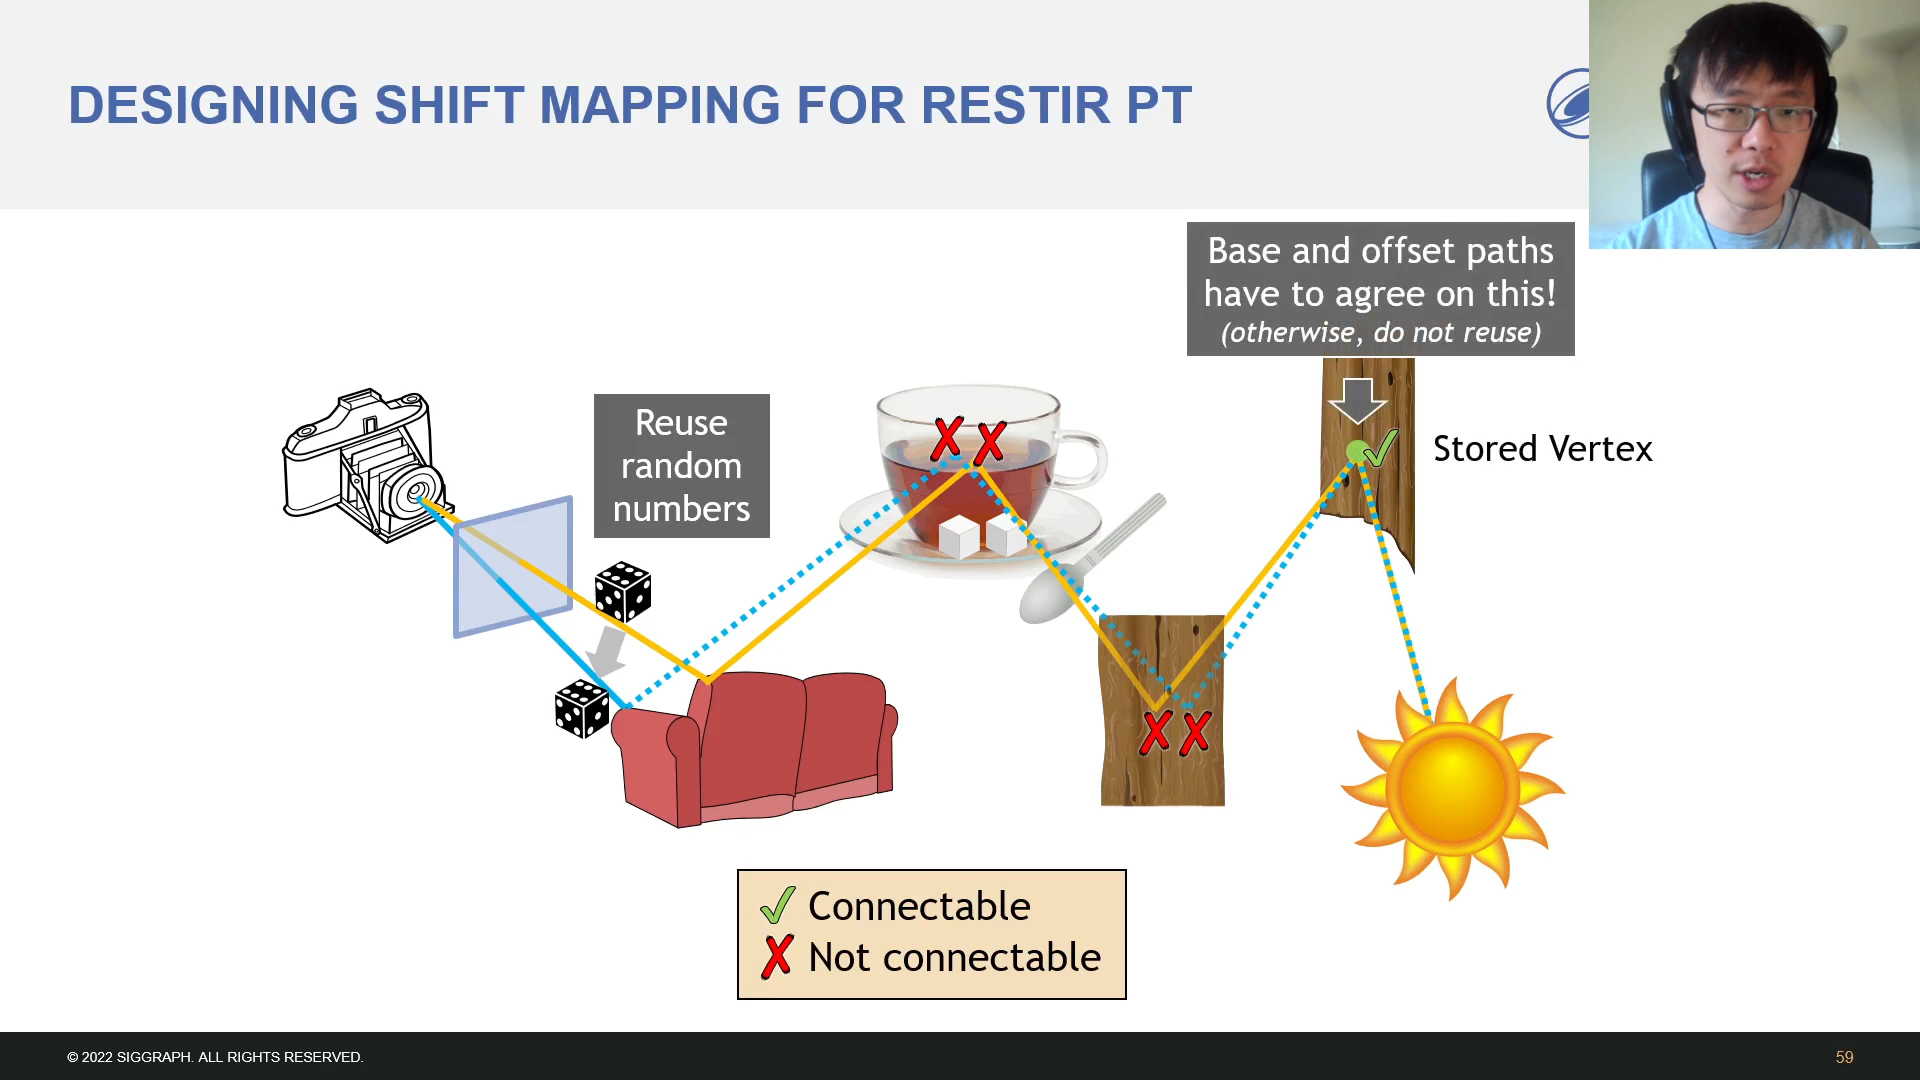 DESIGNING SHIFT MAPPING FOR RESTIR PT
Base and offset paths
have to agree on this!
(otherwise, do not reuse)
Reuse
random
numbers
Stored Vertex
Connectable
Not connectable
© 2022 SIGGRAPH. ALL RIGHTS RESERVED.
59